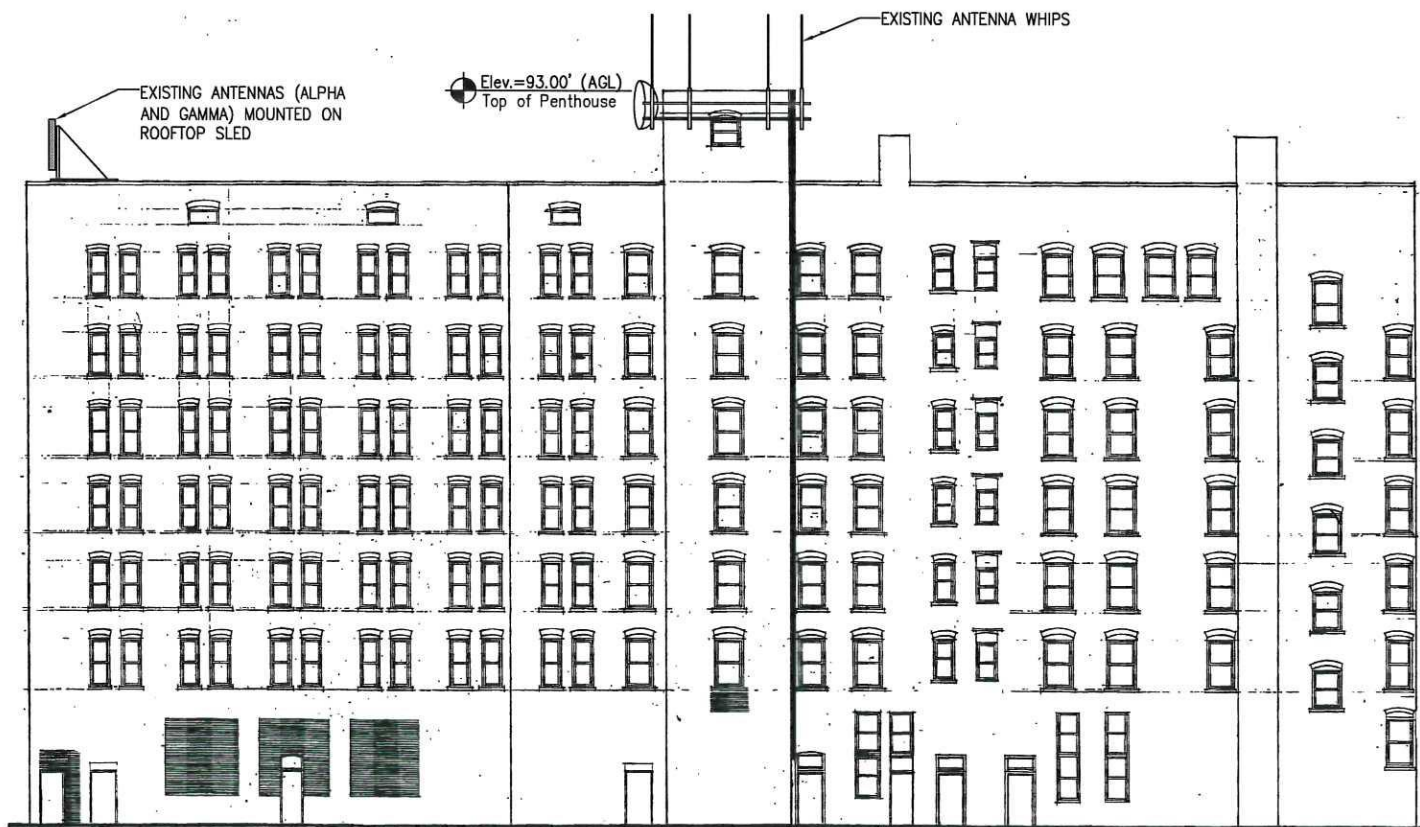 EXISTING ANTENNA WHIPS
Elev.=93.00' (AGL)
Top of Penthouse
EXISTING ANTENNAS (ALPHA
AND GAMMA) MOUNTED ON
ROOFTOP SLED